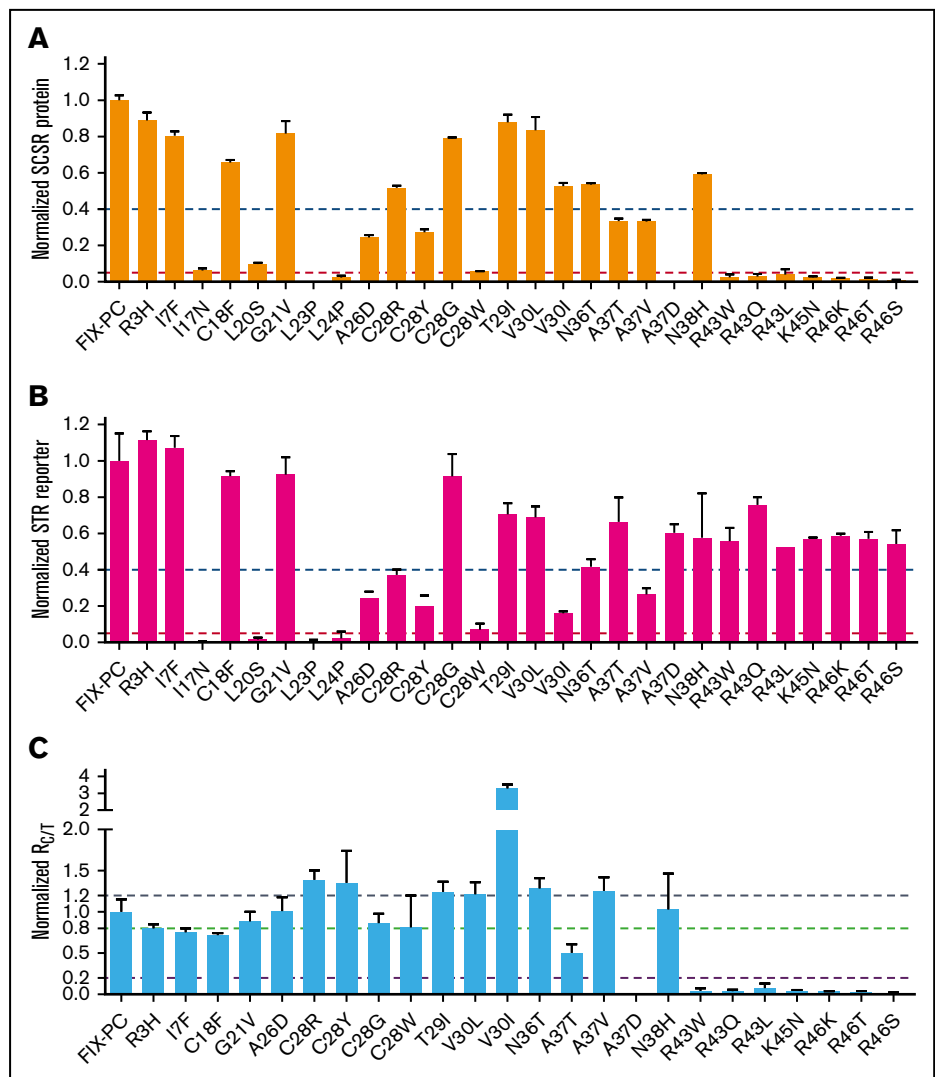 A
Normalized SCSR protein
1.2
1.0
0.8
0.6
0.4
0.2
0.0
FIX-PC R3H I7F I17N C18F L20S G21V L23P L24P A26D C28R C28Y C28G C28W T29I V30L V30I N36T A37T A37V A37D N38H R43W R43Q R43L K45N R46K R46T R46S
B
Normalized STR reporter
1.2
1.0
0.8
0.6
0.4
0.2
0.0
FIX-PC R3H I7F I17N C18F L20S G21V L23P L24P A26D C28R C28Y C28G C28W T29I V30L V30I N36T A37T A37V A37D N38H R43W R43Q R43L K45N R46K R46T R46S
C
Normalized RC/T
4
3
2
2.0
1.5
1.2
1.0
0.8
0.5
0.2
0.0
FIX-PC R3H I7F C18F G21V A26D C28R C28Y C28G C28W T29I V30L V30I N36T A37T A37V A37D N38H R43W R43Q R43L K45N R46K R46T R46S